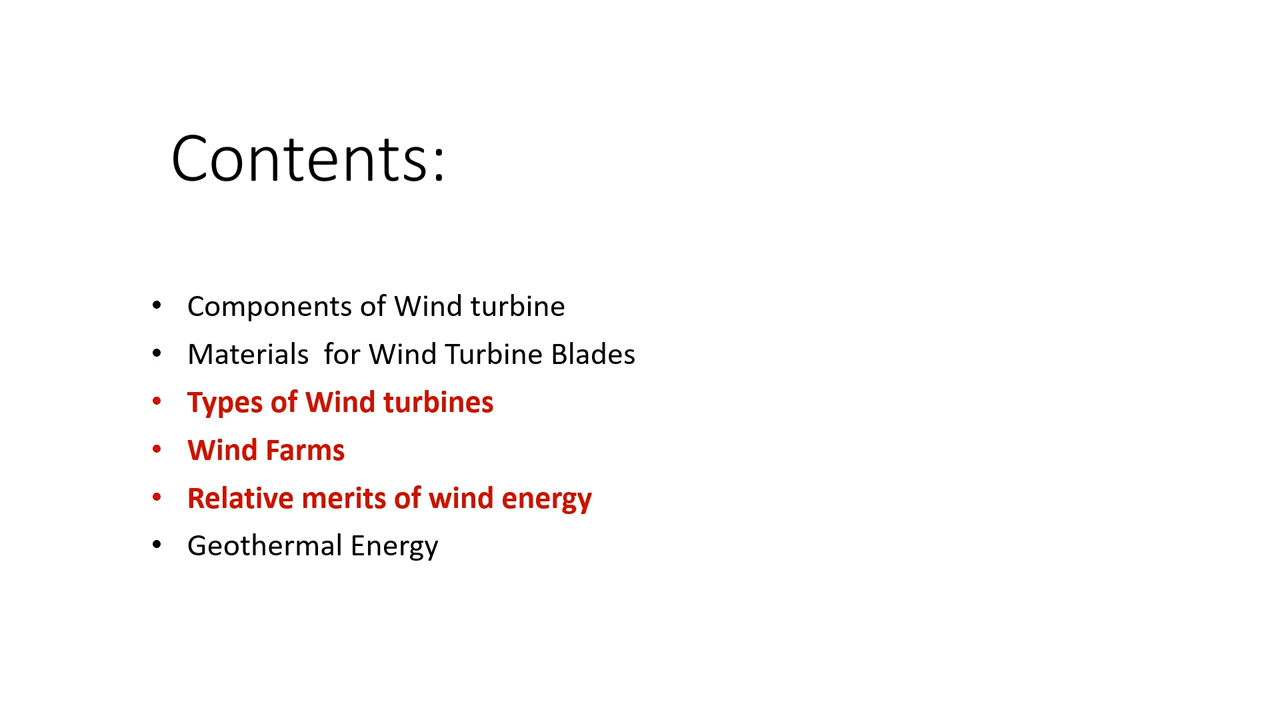 Contents:
• Components of Wind turbine
• Materials  for Wind Turbine Blades
• Types of Wind turbines
• Wind Farms
• Relative merits of wind energy
• Geothermal Energy